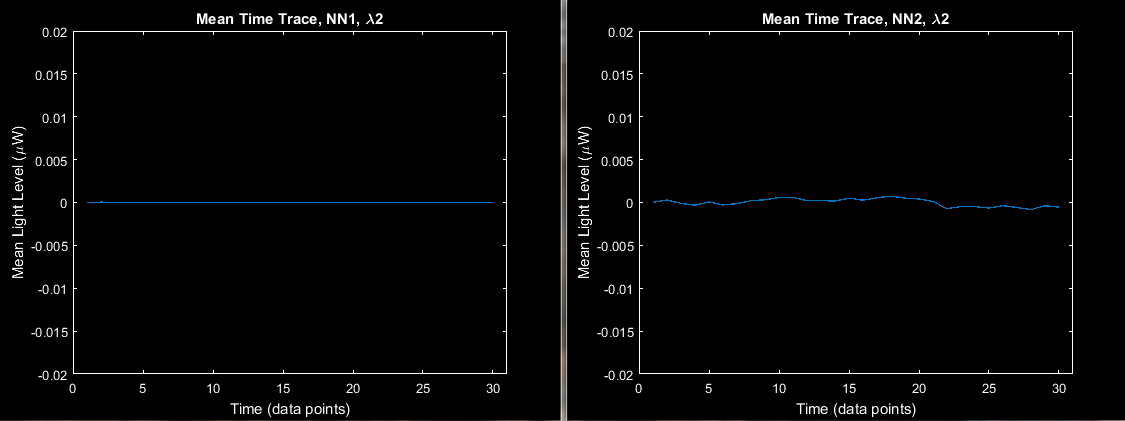 Mean Time Trace, NN1, λ2
Mean Light Level (μW)
0.02
0.015
0.01
0.005
0
-0.005
-0.01
-0.015
-0.02
0 5 10 15 20 25 30
Time (data points)
Mean Time Trace, NN2, λ2
Mean Light Level (μW)
0.02
0.015
0.01
0.005
0
-0.005
-0.01
-0.015
-0.02
0 5 10 15 20 25 30
Time (data points)